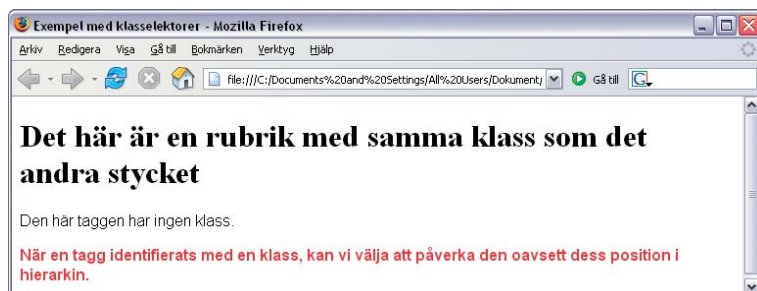 Exempel med klasselektorer - Mozilla Firefox
Arkiv Redigera Visa Gå till Bokmärken Verktyg Hjälp
file:///C:/Documents%20and%20Settings/All%20Users/Dokument/ Gå till G
Det här är en rubrik med samma klass som det
andra stycket
Den här taggen har ingen klass.
När en tagg identifierats med en klass, kan vi välja att påverka den oavsett dess position i
hierarkin.